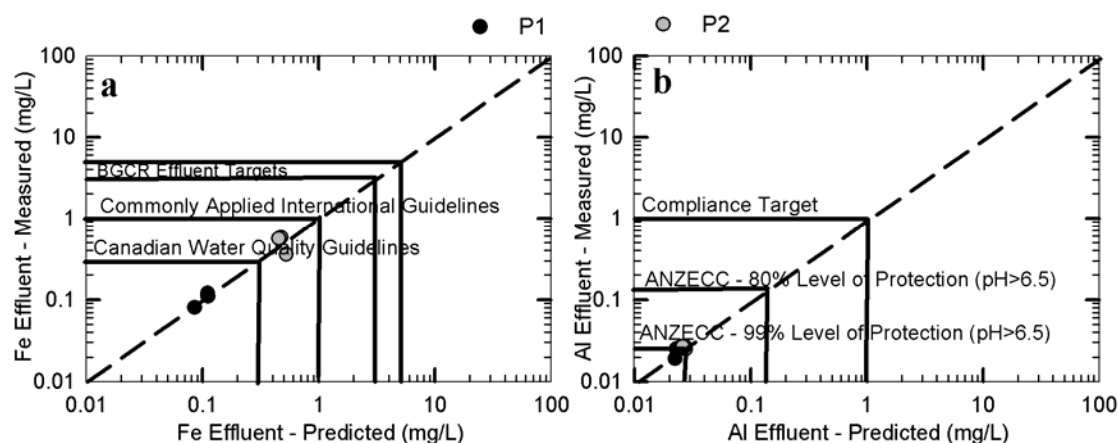 P1
P2
a
Fe Effluent - Measured (mg/L)
100
10
1
0.1
0.01
BGCR Effluent Targets
Commonly Applied International Guidelines
Canadian Water Quality Guidelines
0.01
0.1
1
10
100
Fe Effluent - Predicted (mg/L)
b
Al Effluent - Measured (mg/L)
100
10
1
0.1
0.01
Compliance Target
ANZECC - 80% Level of Protection (pH>6.5)
ANZECC - 99% Level of Protection (pH>6.5)
0.01
0.1
1
10
100
Al Effluent - Predicted (mg/L)